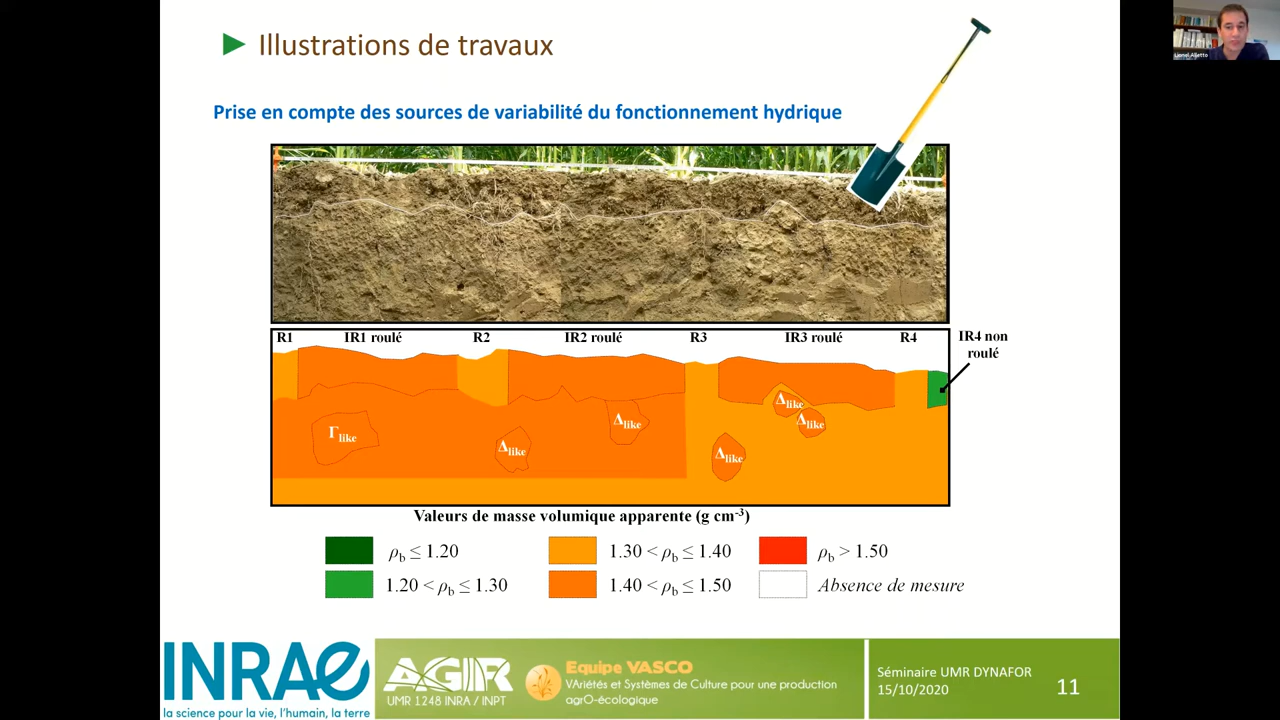 Illustrations de travaux
Lionel Alletto
Prise en compte des sources de variabilité du fonctionnement hydrique
R1 IR1 roulé R2 IR2 roulé R3 IR3 roulé R4
IR4 non
roulé
Γlike
Δlike
Δlike
Δlike
Δlike
Δlike
Valeurs de masse volumique apparente (g cm-3)
ρb ≤ 1.20
1.30 < ρb ≤ 1.40
ρb > 1.50
1.20 < ρb ≤ 1.30
1.40 < ρb ≤ 1.50
Absence de mesure
INRAE
la science pour la vie, l'humain, la terre
AGIR
UMR 1248 INRA / INPT
Equipe VASCO
VAriétés et Systèmes de Culture pour une production
agrO-écologique
Séminaire UMR DYNAFOR
15/10/2020
11